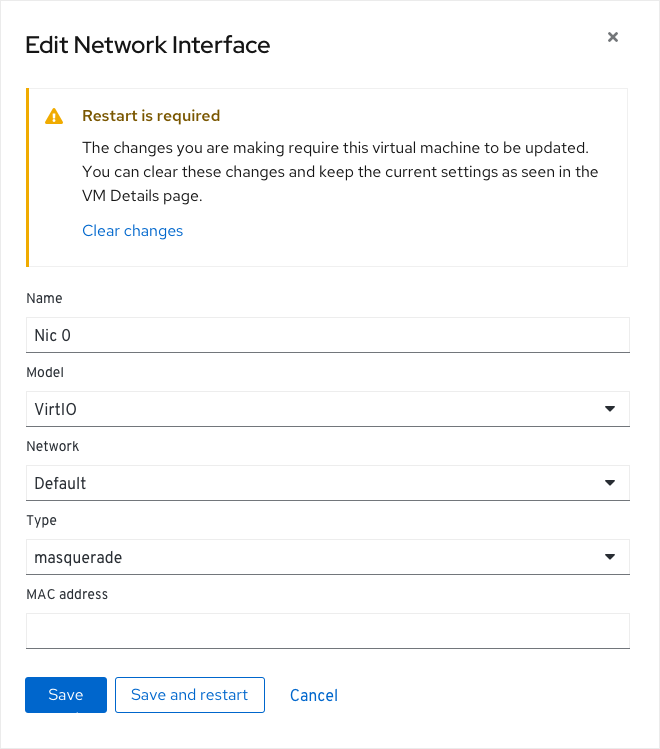 Edit Network Interface
Restart is required
The changes you are making require this virtual machine to be updated.
You can clear these changes and keep the current settings as seen in the
VM Details page.
Clear changes
Name
Nic 0
Model
VirtIO
Network
Default
Type
masquerade
MAC address
Save Save and restart Cancel